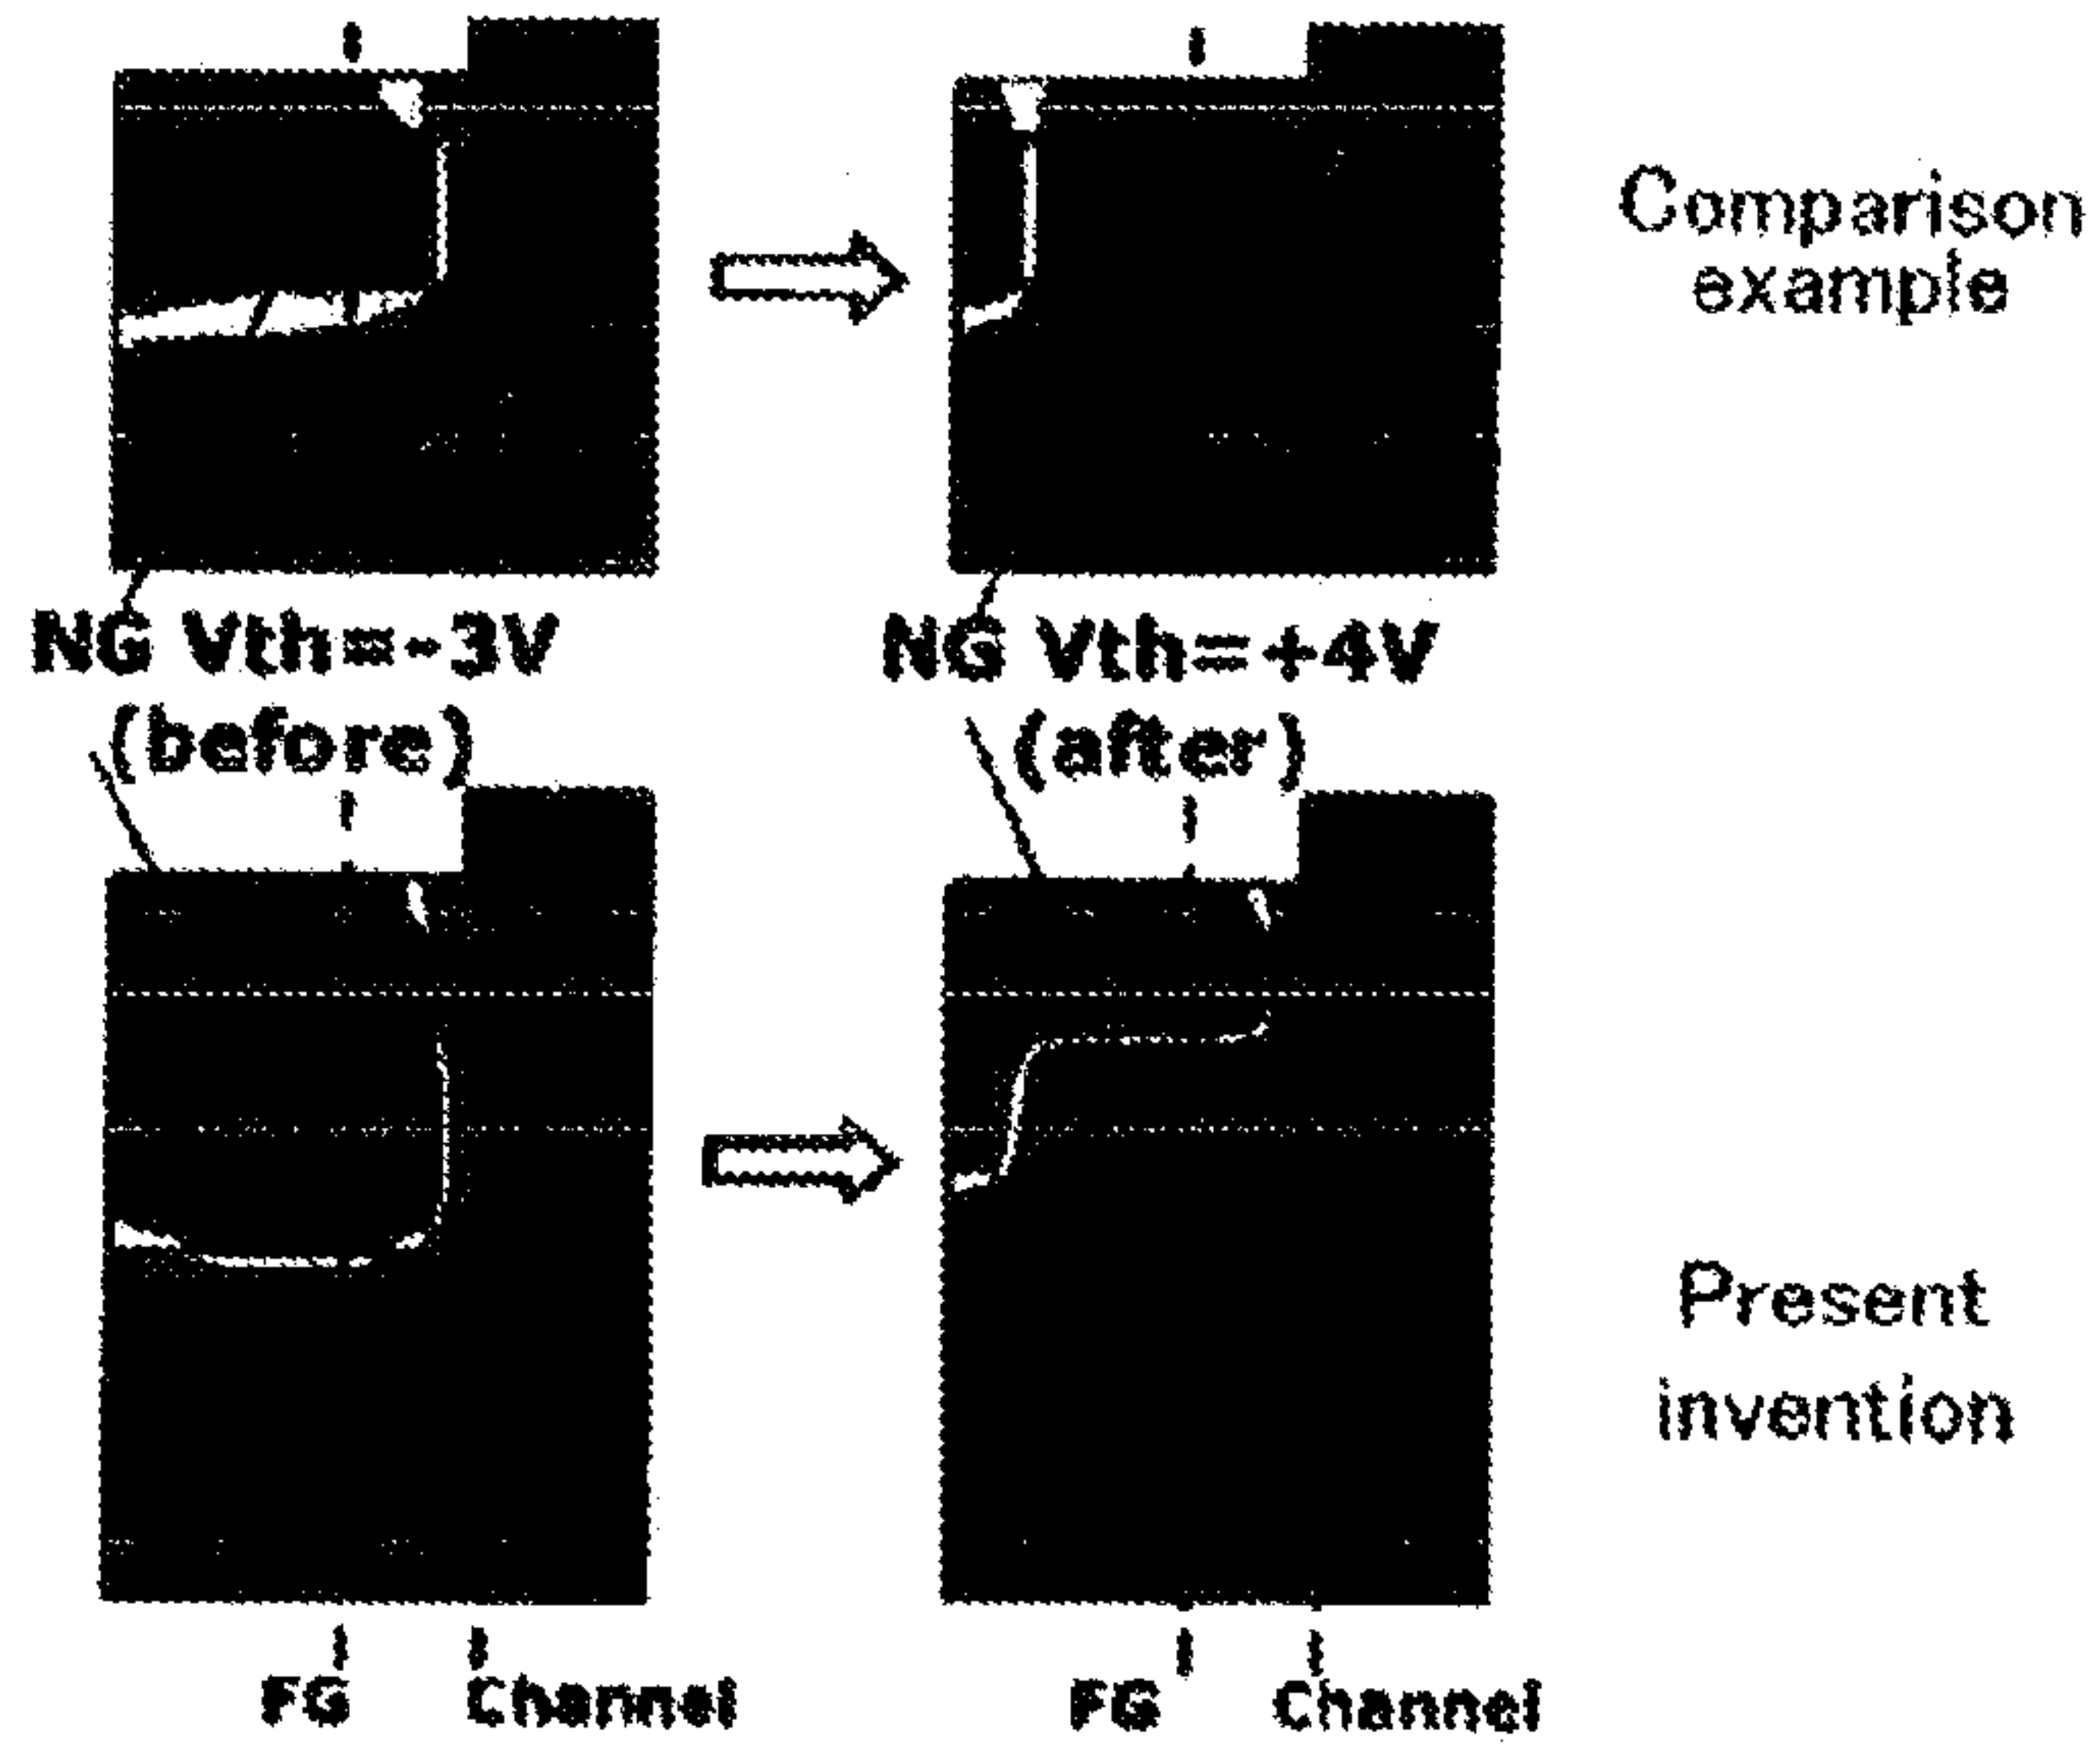 Comparison
example
NG Vth=-3V
NG Vth=+4V
(before)
(after)
Present
invention
FG
Channel
FG
Channel